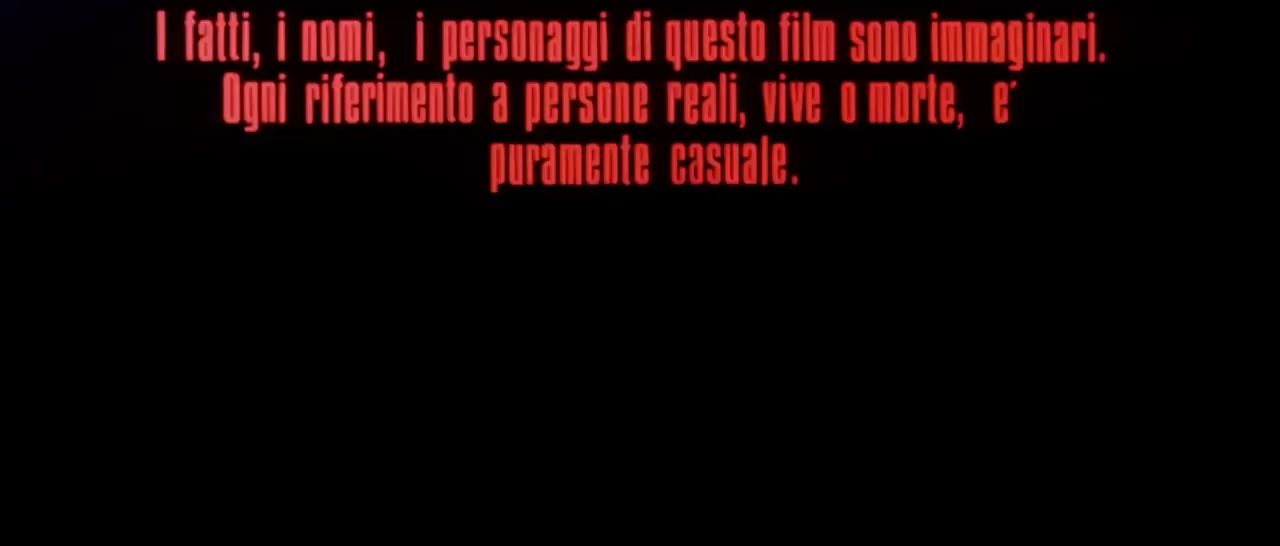 I fatti, i nomi, i personaggi di questo film sono immaginari.
Ogni riferimento a persone reali, vive o morte, e'
puramente casuale.